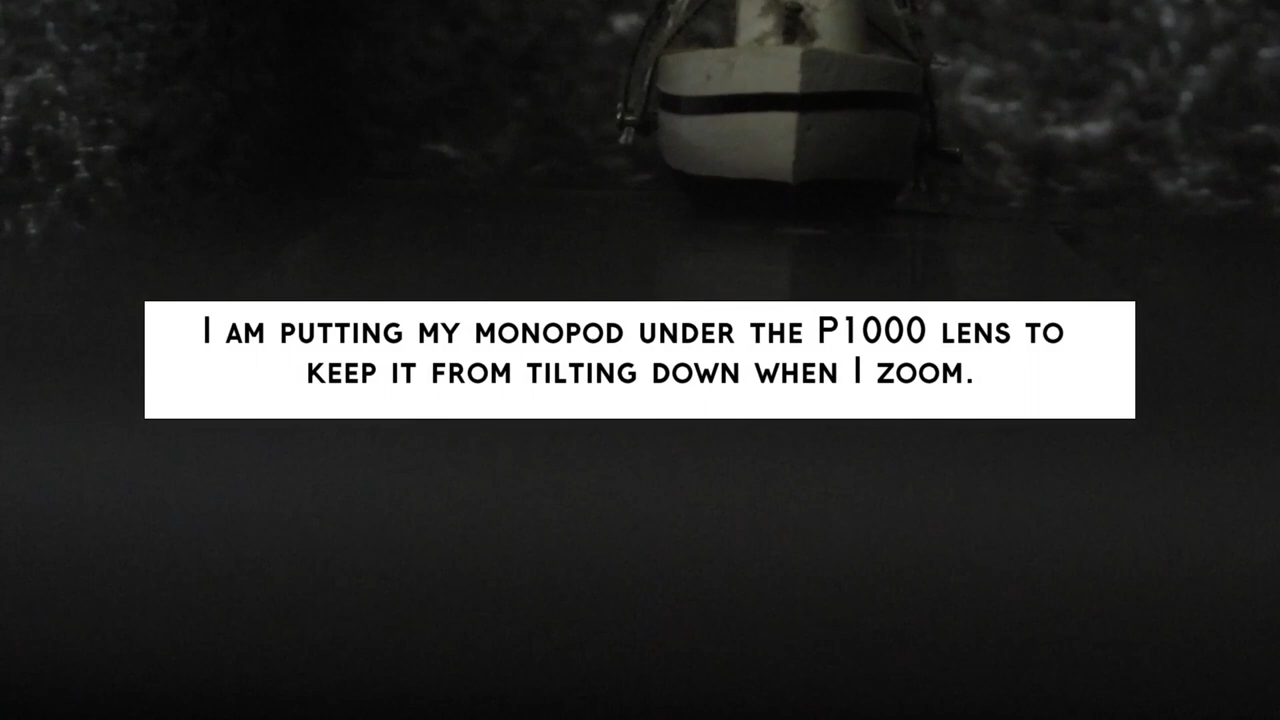 I AM PUTTING MY MONOPOD UNDER THE P1000 LENS TO
KEEP IT FROM TILTING DOWN WHEN I ZOOM.